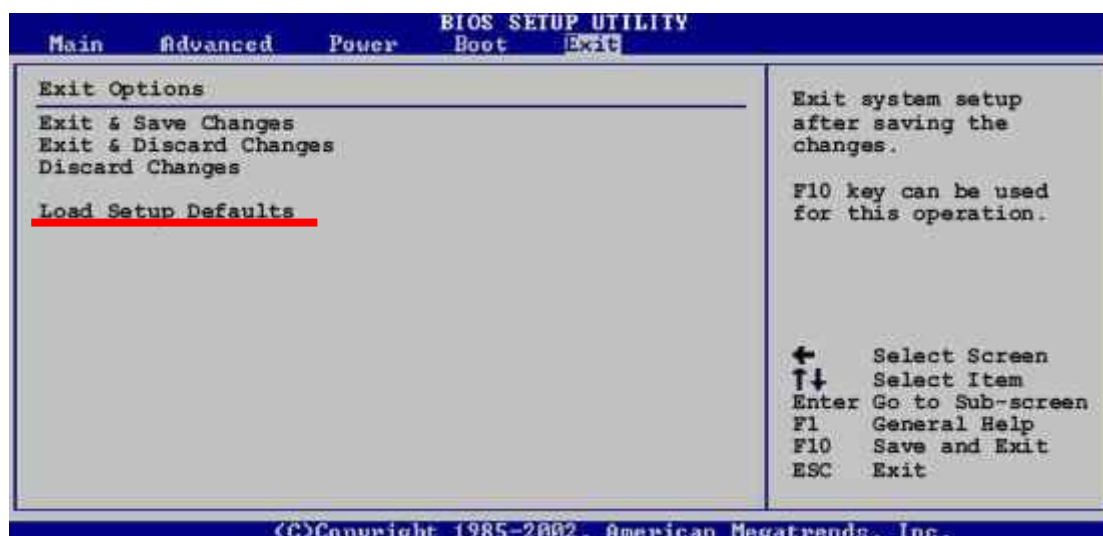 BIOS SETUP UTILITY
Main Advanced Power Boot Exit
Exit Options
Exit & Save Changes
Exit & Discard Changes
Discard Changes
Load Setup Defaults
Exit system setup
after saving the
changes.
F10 key can be used
for this operation.
← Select Screen
↑↓ Select Item
Enter Go to Sub-screen
F1 General Help
F10 Save and Exit
ESC Exit
(C)Copyright 1985-2002, American Megatrends, Inc.